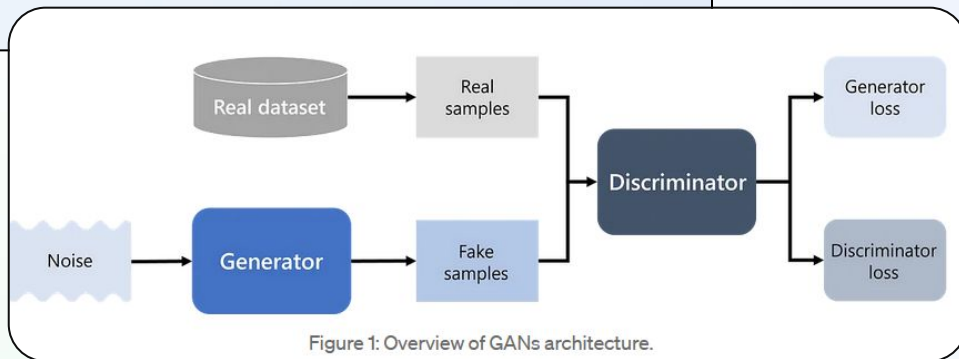 Real dataset
Real
samples
Generator
loss
Discriminator
Noise
Generator
Fake
samples
Discriminator
loss
Figure 1: Overview of GANs architecture.